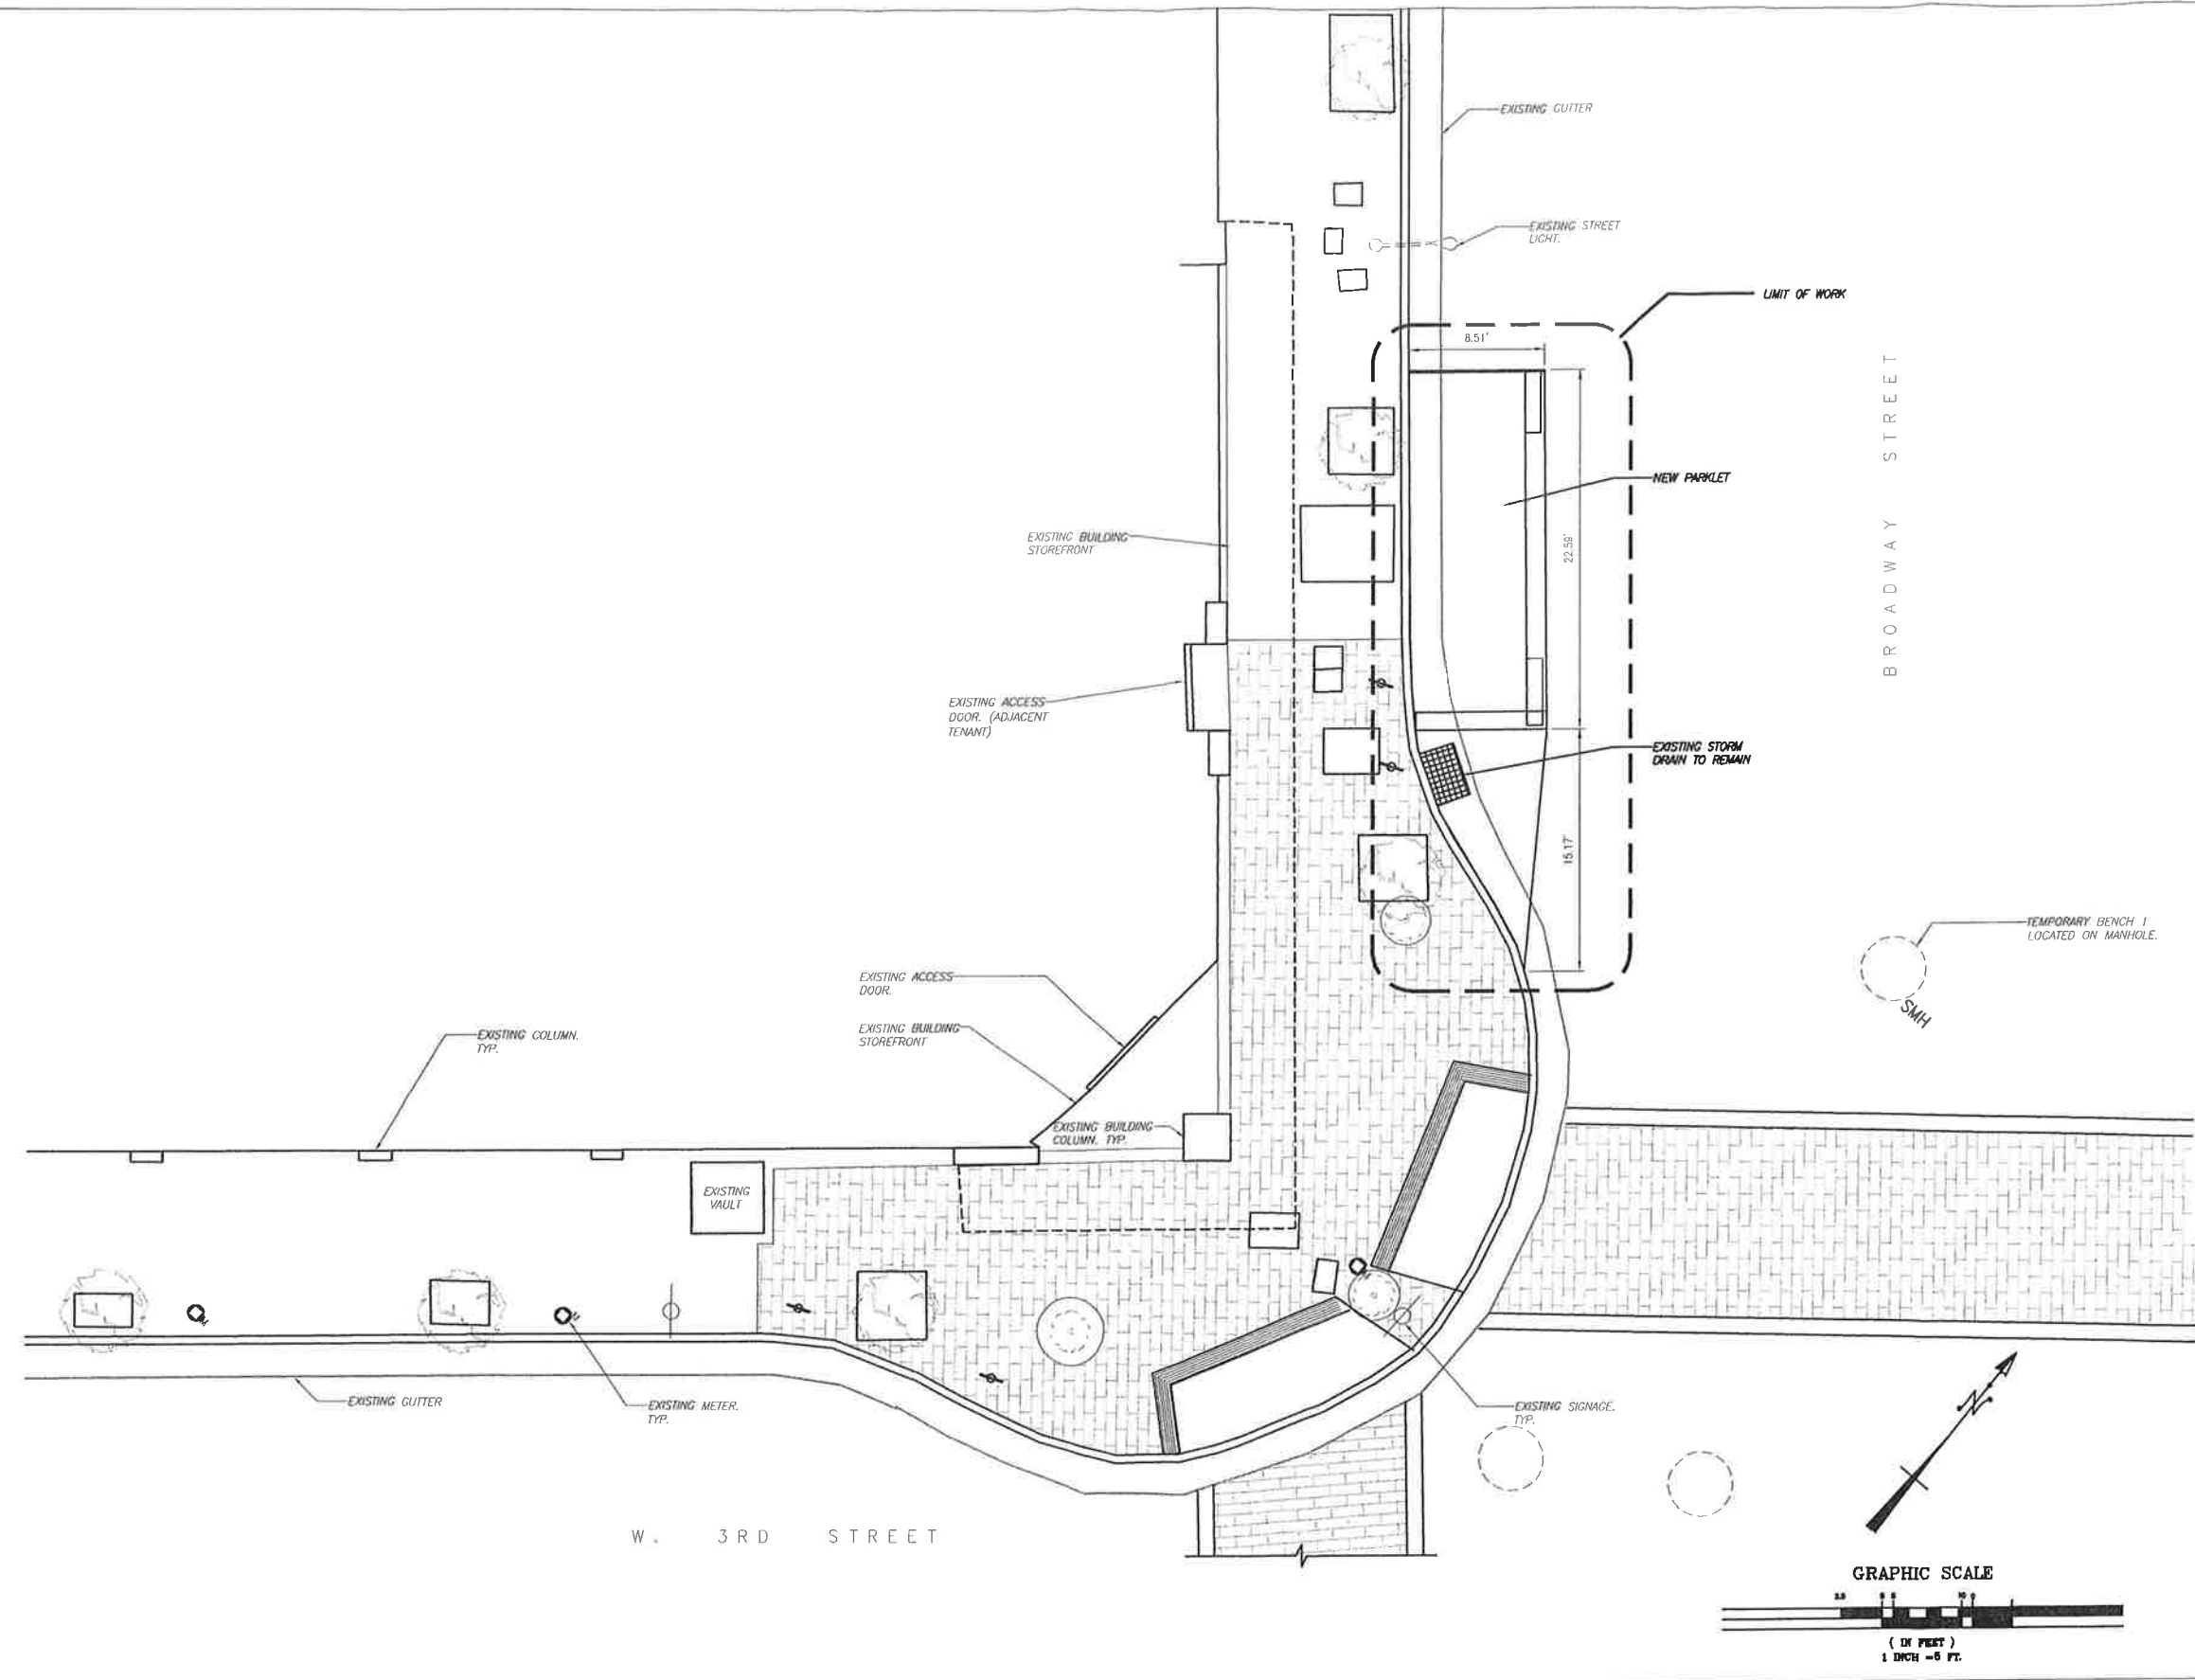 EXISTING GUTTER
EXISTING STREET
LIGHT.
LIMIT OF WORK
8.51'
BROADWAY STREET
NEW PARKLET
EXISTING BUILDING
STOREFRONT
22.59'
EXISTING ACCESS
DOOR. (ADJACENT
TENANT)
EXISTING STORM
DRAIN TO REMAIN
15.17'
TEMPORARY BENCH 1
LOCATED ON MANHOLE.
SMH
EXISTING ACCESS
DOOR.
EXISTING BUILDING
STOREFRONT
EXISTING COLUMN.
TYP.
EXISTING BUILDING
COLUMN. TYP.
EXISTING
VAULT
EXISTING GUTTER
EXISTING METER.
TYP.
EXISTING SIGNAGE.
TYP.
N
W. 3RD STREET
GRAPHIC SCALE
( IN FEET )
1 INCH =5 FT.